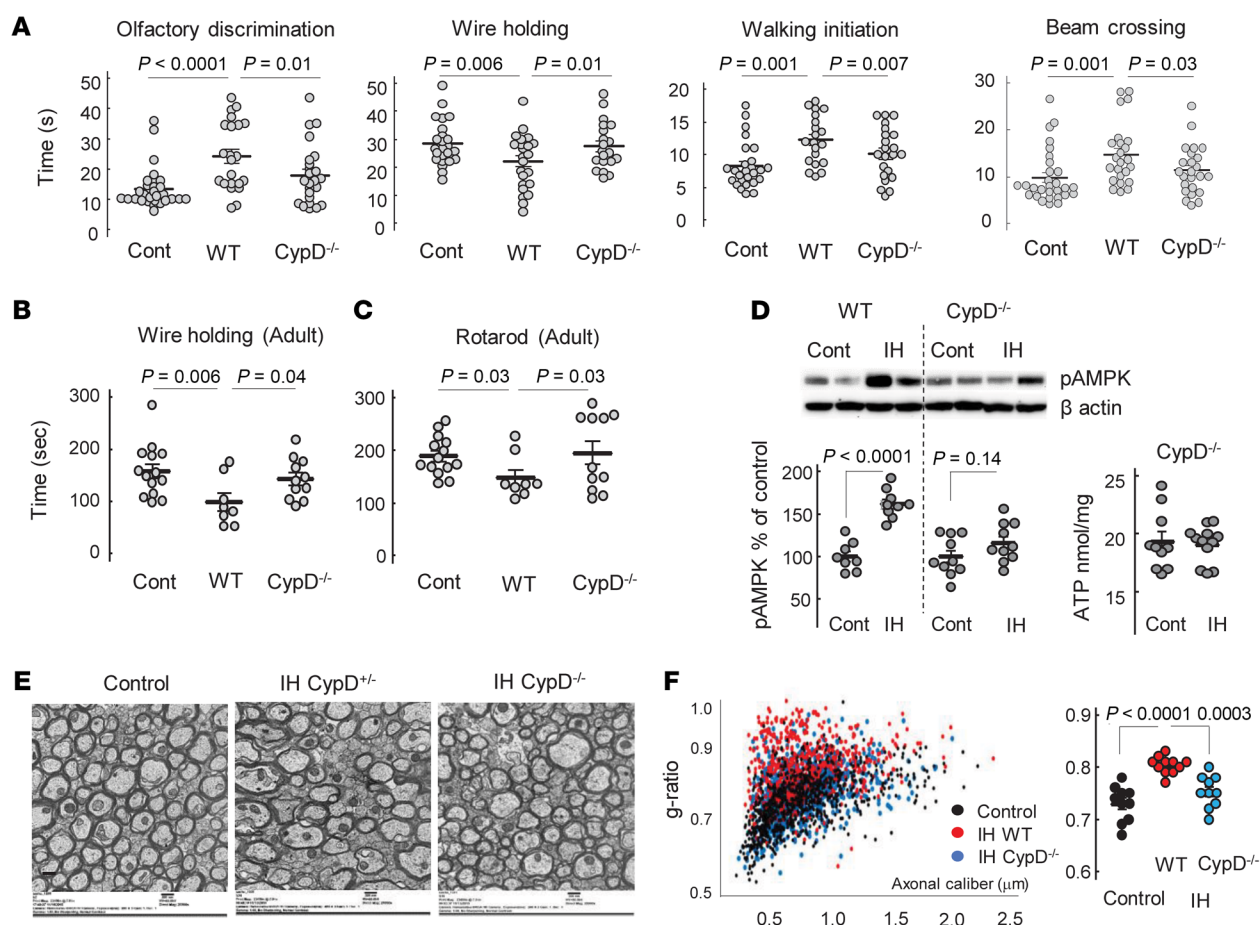 A
Olfactory discrimination
Wire holding
Walking initiation
Beam crossing
P < 0.0001 P = 0.01
P = 0.006 P = 0.01
P = 0.001 P = 0.007
P = 0.001 P = 0.03
Time (s)
50
40
30
20
10
0
50
40
30
20
10
0
20
15
10
5
0
30
20
10
0
Cont WT CypD-/-
Cont WT CypD-/-
Cont WT CypD-/-
Cont WT CypD-/-
B
Wire holding (Adult)
P = 0.006 P = 0.04
Time (sec)
300
200
100
0
Cont WT CypD-/-
C
Rotarod (Adult)
P = 0.03 P = 0.03
300
200
100
0
Cont WT CypD-/-
D
WT CypD-/-
Cont IH Cont IH
pAMPK
β actin
P < 0.0001 P = 0.14
pAMPK % of control
200
150
100
50
Cont IH Cont IH
CypD-/-
ATP nmol/mg
25
20
15
Cont IH
E
Control
IH CypD+/-
IH CypD-/-
F
g-ratio
1.0
0.9
0.7
0.5
Control
IH WT
IH CypD-/-
Axonal caliber (μm)
0.5 1.0 1.5 2.0 2.5
P < 0.0001 0.0003
0.9
0.8
0.7
0.6
WT CypD-/-
Control IH